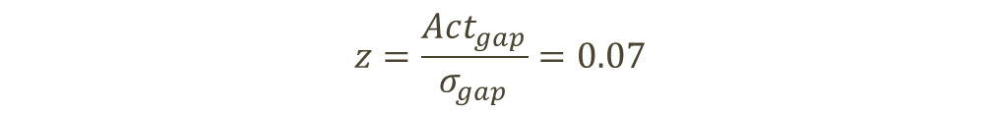 z = Act_gap / σ_gap = 0.07